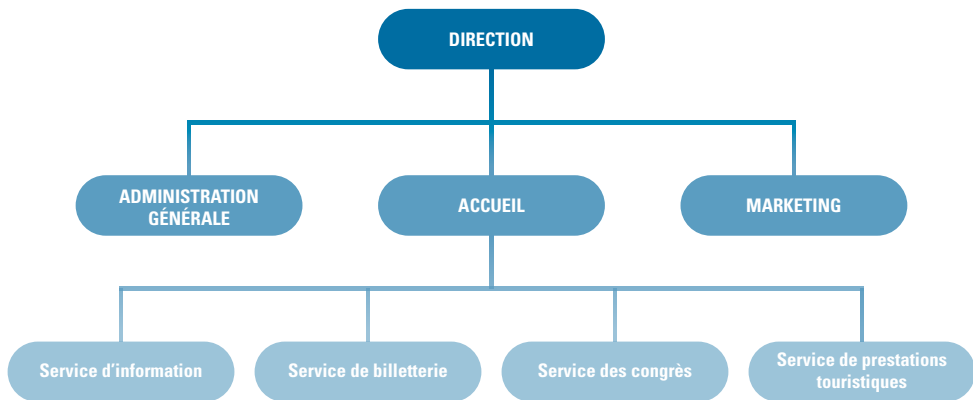 DIRECTION
ADMINISTRATION
GÉNÉRALE
ACCUEIL
MARKETING
Service d’information
Service de billetterie
Service des congrès
Service de prestations
touristiques